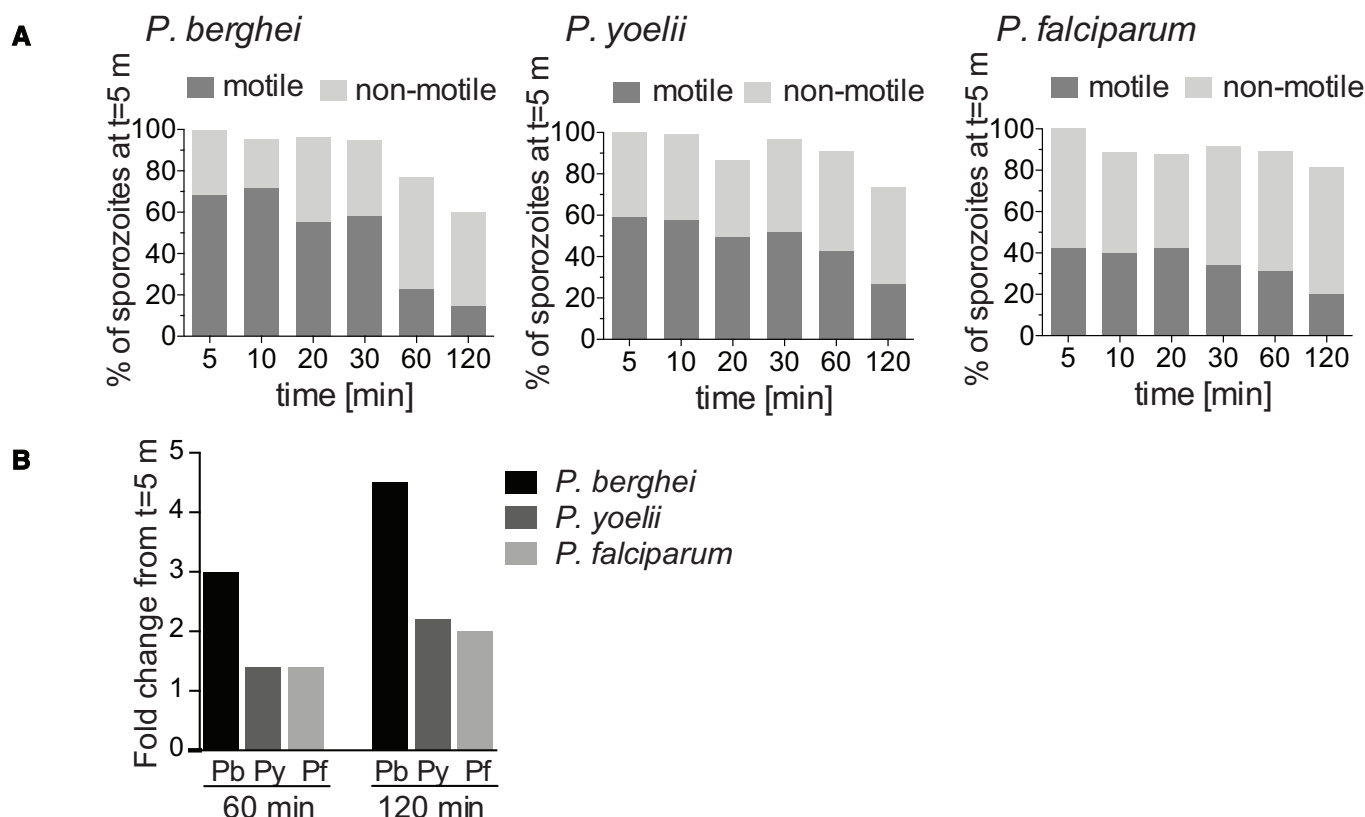 A
P. berghei
P. yoelii
P. falciparum
motile non-motile
motile non-motile
motile non-motile
% of sporozoites at t=5 m
100
80
60
40
20
0
5 10 20 30 60 120
time [min]
% of sporozoites at t=5 m
100
80
60
40
20
0
5 10 20 30 60 120
time [min]
% of sporozoites at t=5 m
100
80
60
40
20
0
5 10 20 30 60 120
time [min]
B
Fold change from t=5 m
5
4
3
2
1
0
Pb Py Pf
60 min
Pb Py Pf
120 min
P. berghei
P. yoelii
P. falciparum